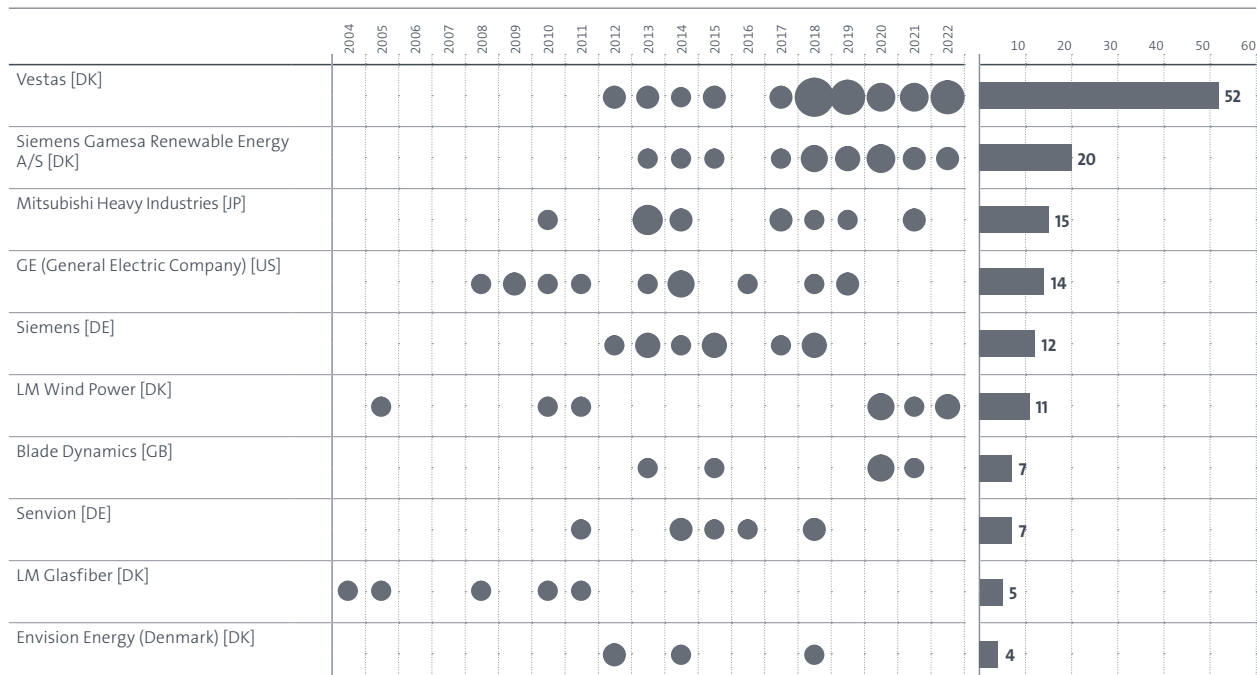 2004 2005 2006 2007 2008 2009 2010 2011 2012 2013 2014 2015 2016 2017 2018 2019 2020 2021 2022 10 20 30 40 50 60
Vestas [DK]
52
Siemens Gamesa Renewable Energy
A/S [DK]
20
Mitsubishi Heavy Industries [JP]
15
GE (General Electric Company) [US]
14
Siemens [DE]
12
LM Wind Power [DK]
11
Blade Dynamics [GB]
7
Senvion [DE]
7
LM Glasfiber [DK]
5
Envision Energy (Denmark) [DK]
4